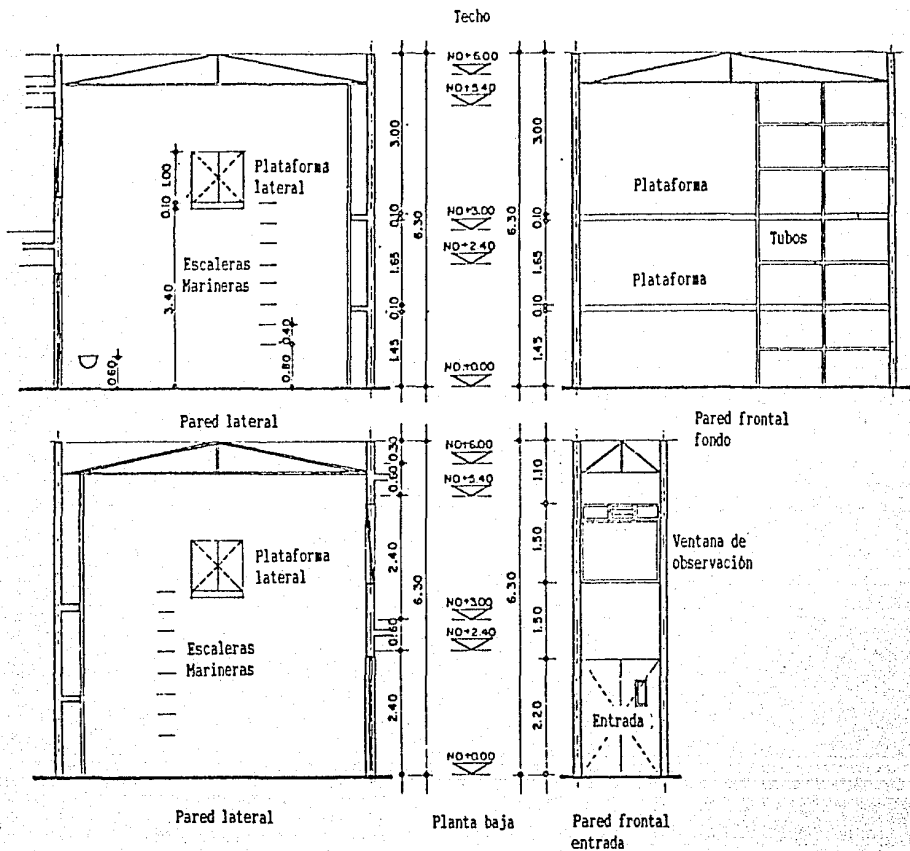 Techo
NO+6.00
NO+5.40
3.00
0.10
NO+3.00
NO+2.40
6.30
1.65
0.10
1.45
NO.+0.00
1.00
0.10
3.40
Plataforma
lateral
Escaleras
Marineras
0.60
0.40
0.80
Pared lateral
6.30
3.00
0.10
1.65
0.10
1.45
Plataforma
Tubos
Plataforma
Pared frontal
fondo
Plataforma
lateral
Escaleras
Marineras
Pared lateral
0.30
0.60
2.40
0.60
2.40
6.30
NO+6.00
NO+5.40
NO+3.00
NO+2.40
NO+0.00
Planta baja
6.30
1.10
1.50
1.50
2.20
Ventana de
observación
Entrada
Pared frontal
entrada